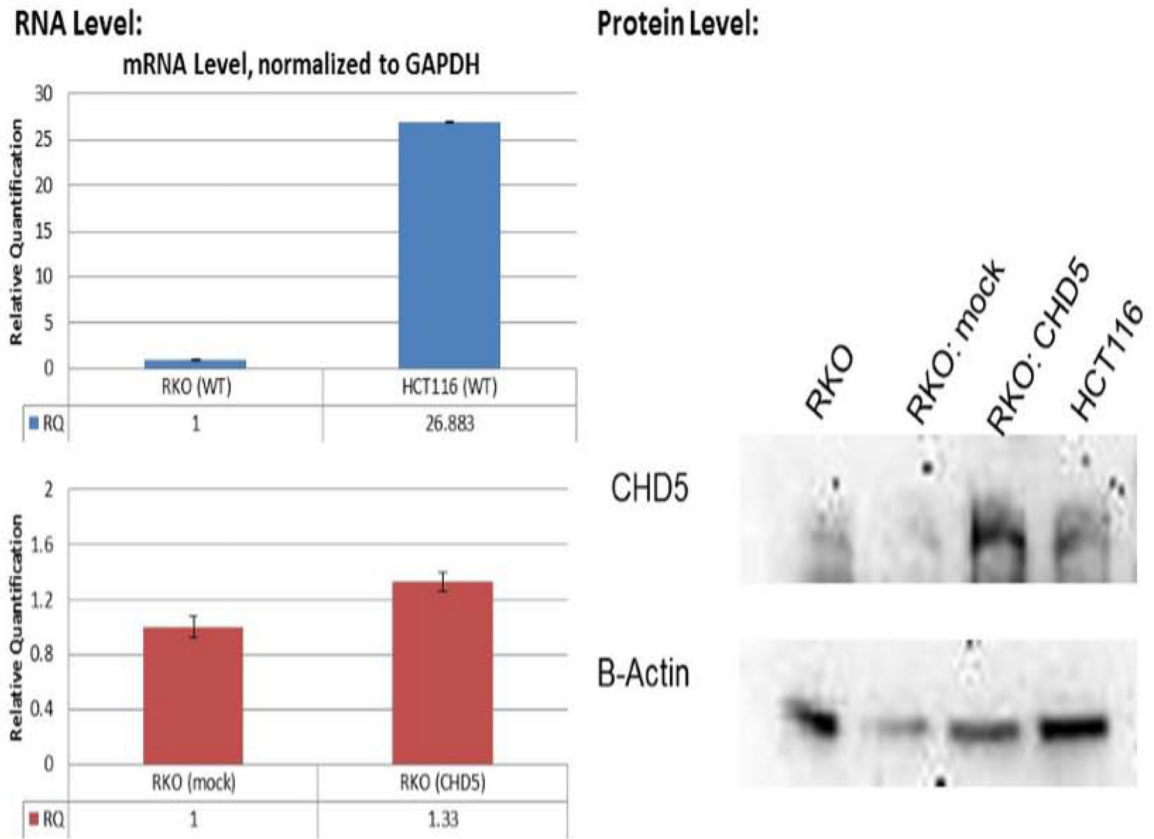 RNA Level:
mRNA Level, normalized to GAPDH
Relative Quantification
30
25
20
15
10
5
0
RKO (WT) HCT116 (WT)
RQ 1 26.883
Relative Quantification
2
1.6
1.2
0.8
0.4
0
RKO (mock) RKO (CHD5)
RQ 1 1.33
Protein Level:
RKO RKO: mock RKO: CHD5 HCT116
CHD5
B-Actin